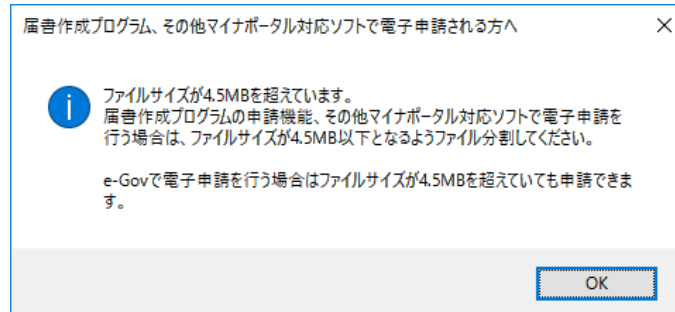 届書作成プログラム、その他マイナポータル対応ソフトで電子申請される方へ
ファイルサイズが4.5MBを超えています。
届書作成プログラムの申請機能、その他マイナポータル対応ソフトで電子申請を
行う場合は、ファイルサイズが4.5MB以下となるようファイル分割してください。
e-Govで電子申請を行う場合はファイルサイズが4.5MBを超えていても申請できま
す。
OK